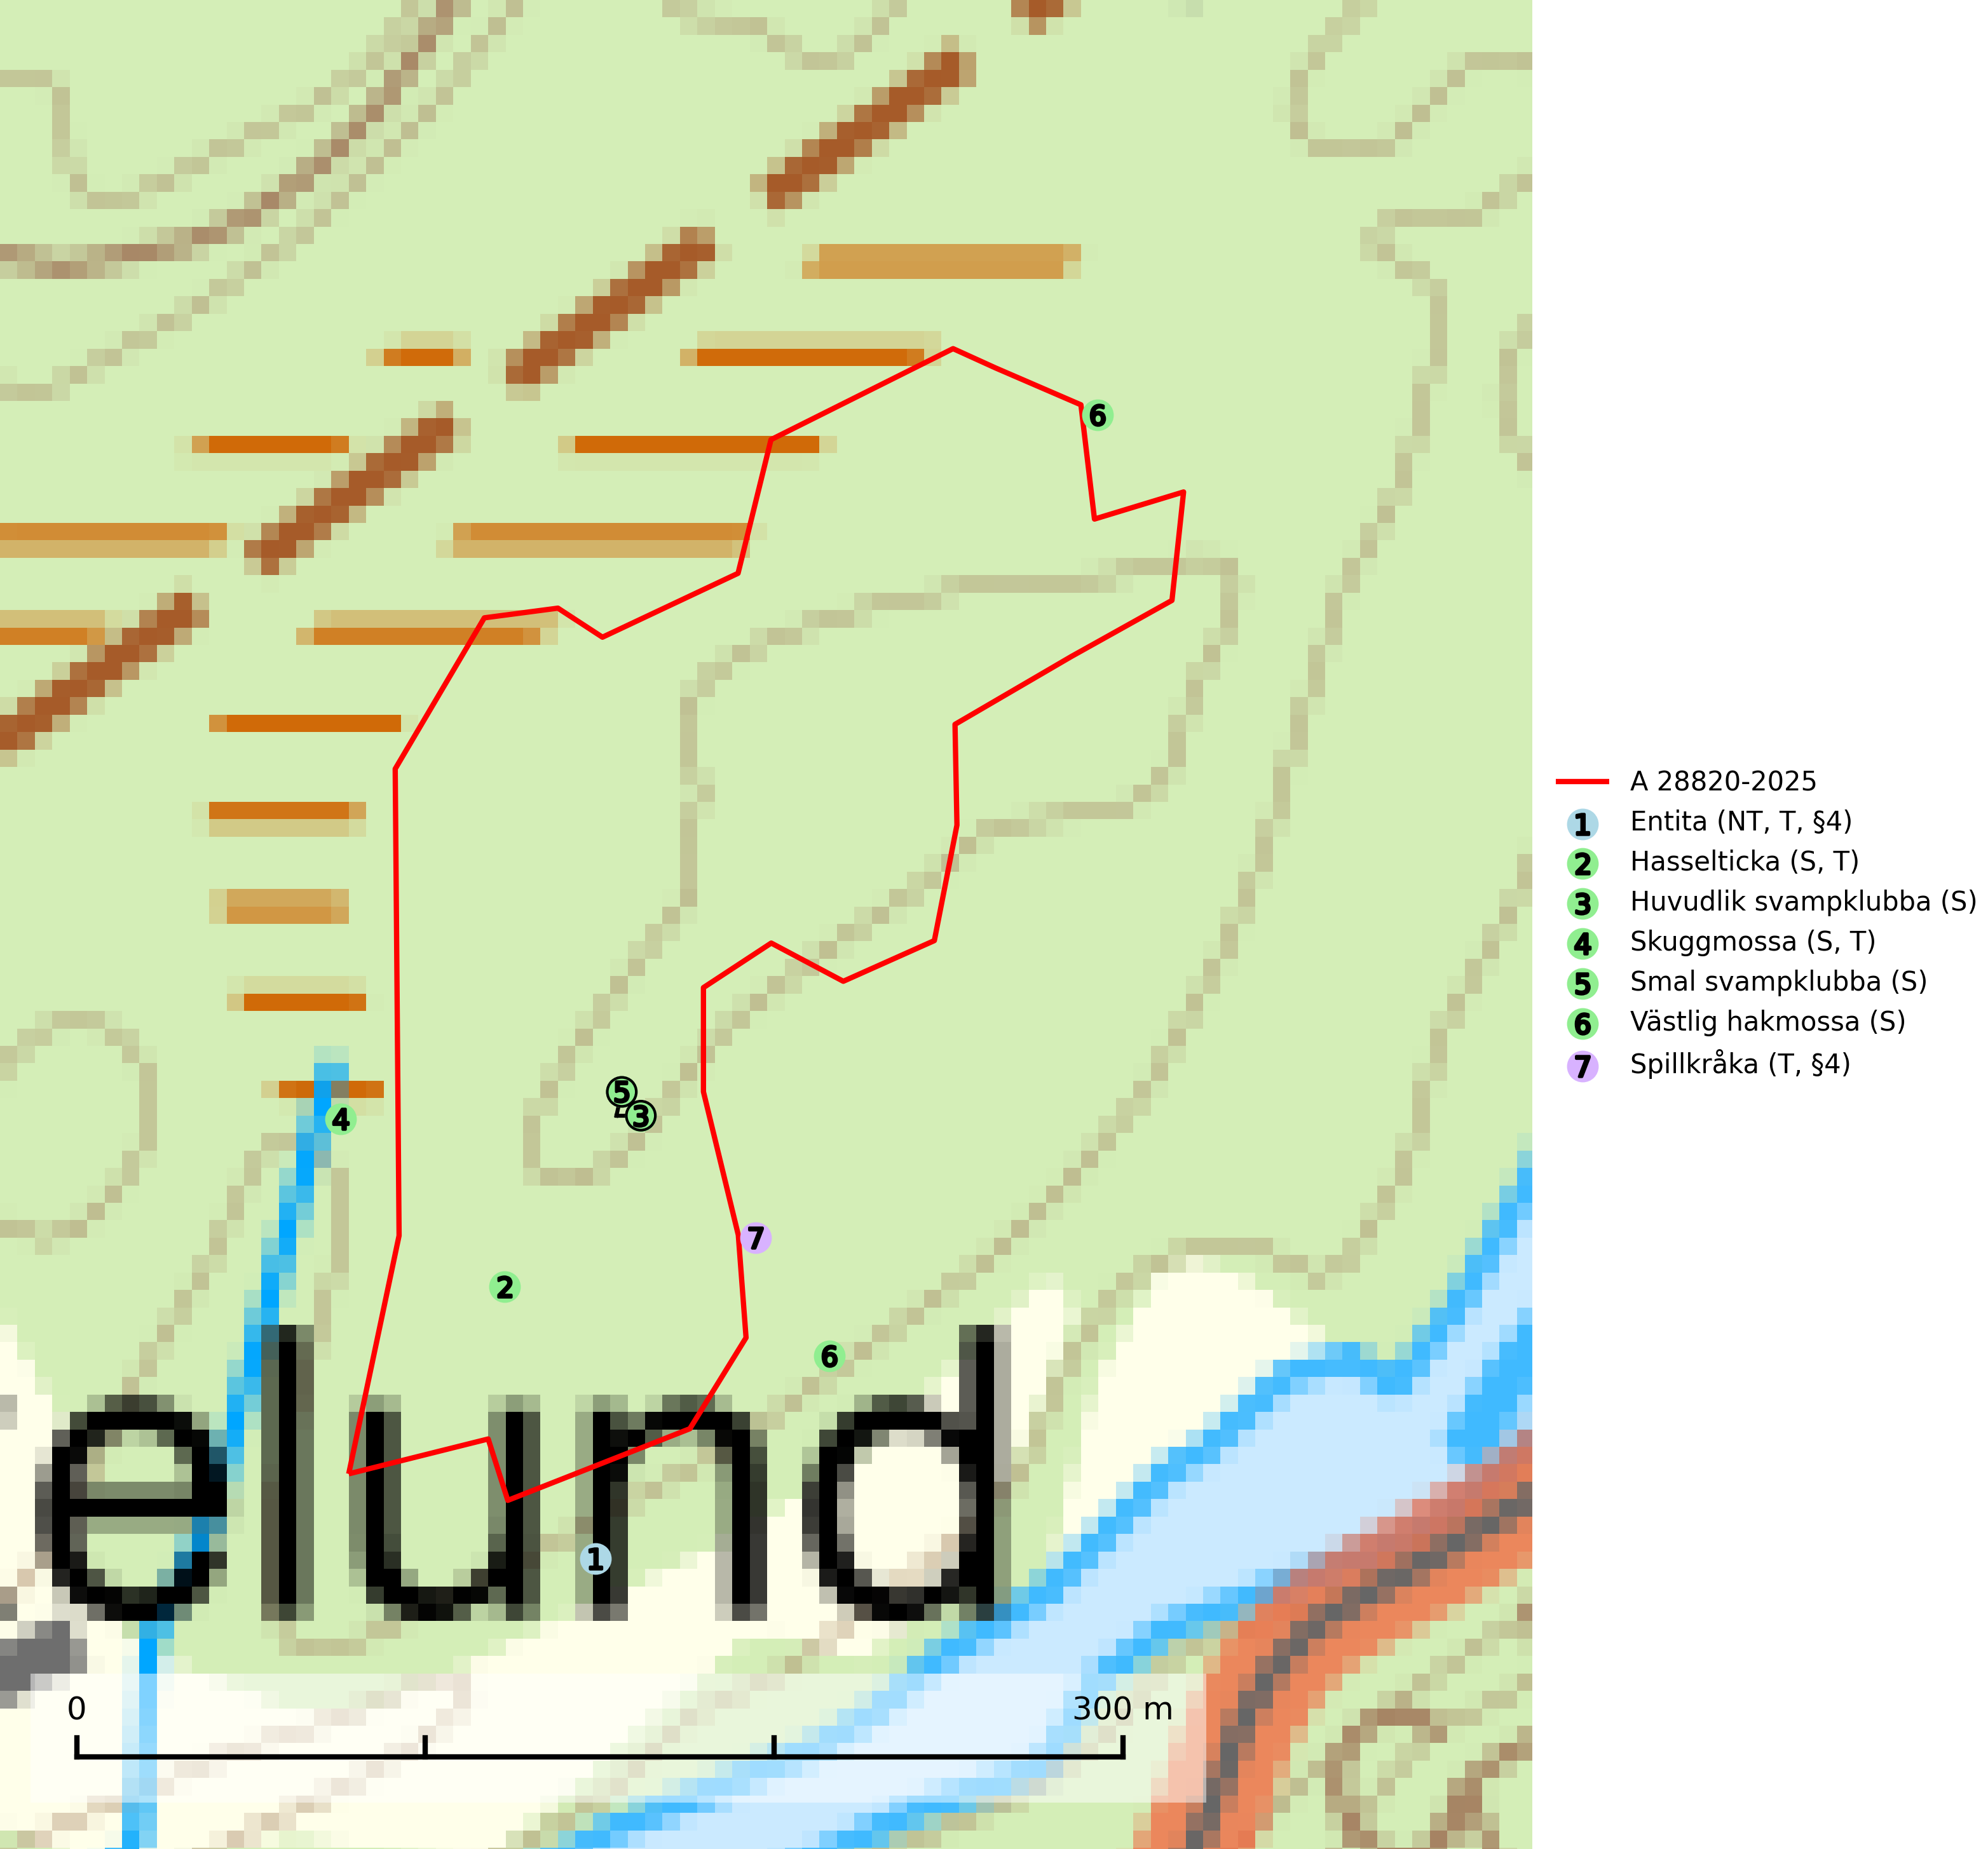 6
5
3
4
7
2
6
elund
1
0
300 m
A 28820-2025
1 Entita (NT, T, §4)
2 Hasselticka (S, T)
3 Huvudlik svampklubba (S)
4 Skuggmossa (S, T)
5 Smal svampklubba (S)
6 Västlig hakmossa (S)
7 Spillkråka (T, §4)